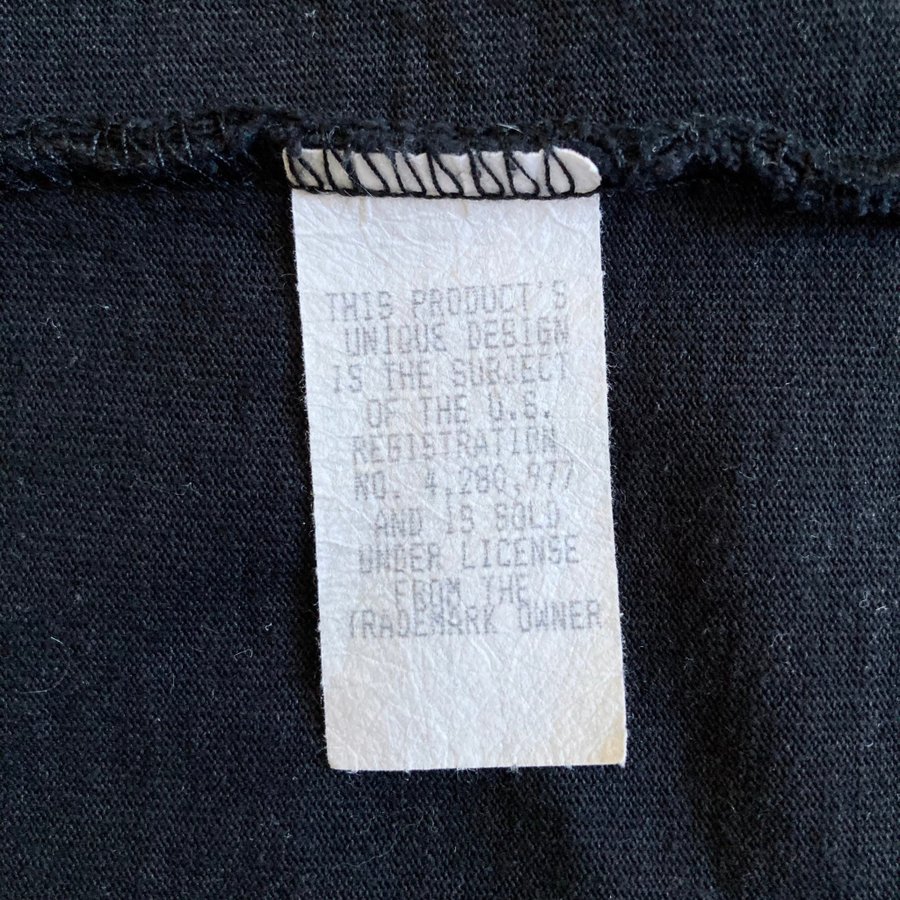 THIS PRODUCT'S
UNIQUE DESIGN
IS THE SUBJECT
OF THE U.S.
REGISTRATION
NO. 4,280,977
AND IS SOLD
UNDER LICENSE
FROM THE
TRADEMARK OWNER